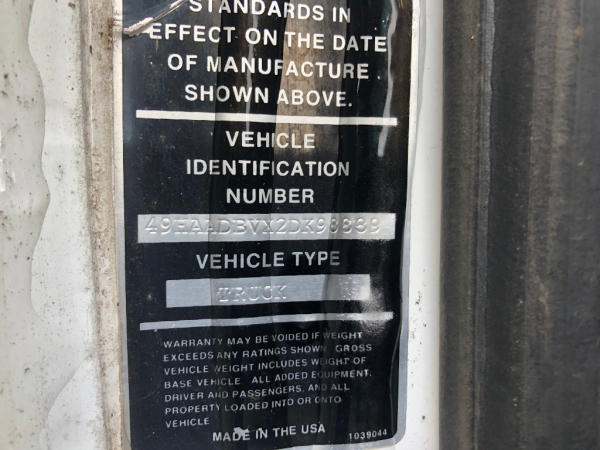 STANDARDS IN
EFFECT ON THE DATE
OF MANUFACTURE
SHOWN ABOVE.
VEHICLE
IDENTIFICATION
NUMBER
49HAADBVX2DK98889
VEHICLE TYPE
TRUCK
WARRANTY MAY BE VOIDED IF WEIGHT
EXCEEDS ANY RATINGS SHOWN. GROSS
VEHICLE WEIGHT INCLUDES WEIGHT OF
BASE VEHICLE. ALL ADDED EQUIPMENT,
DRIVER AND PASSENGERS, AND ALL
PROPERTY LOADED INTO OR ONTO
VEHICLE
MADE IN THE USA
1039044